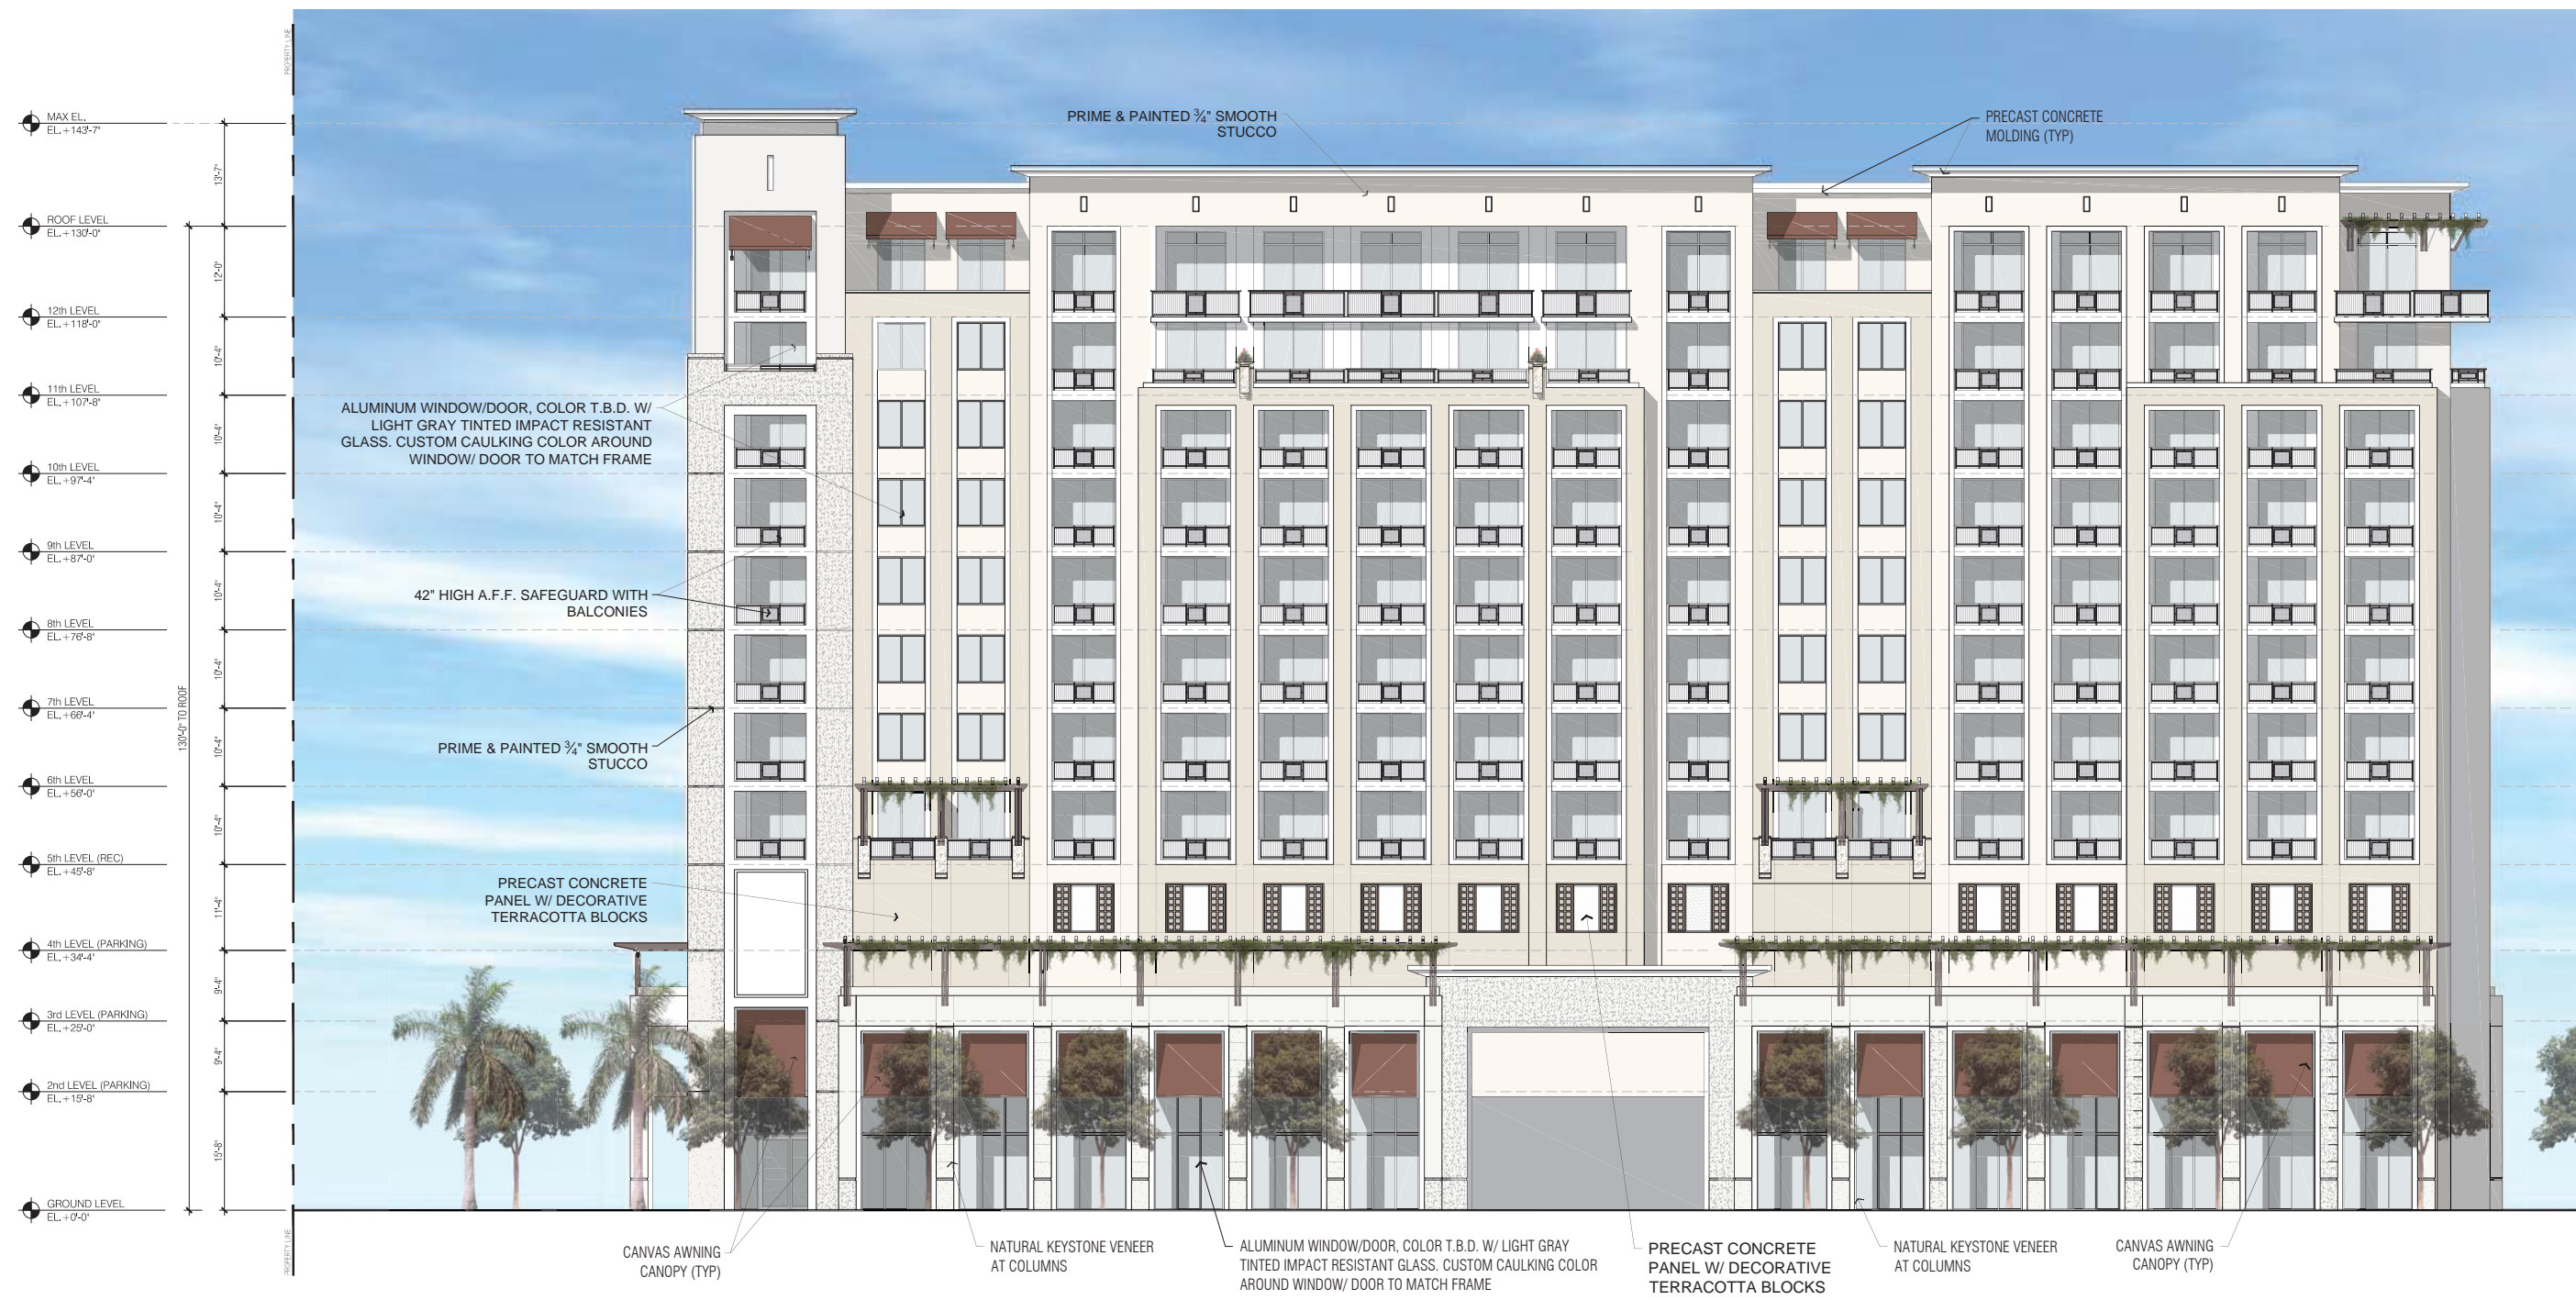 PROPERTY LINE
MAX EL.
EL.+143'-7"
ROOF LEVEL
EL.+130'-0"
12th LEVEL
EL.+118'-0"
11th LEVEL
EL.+107'-8"
10th LEVEL
EL.+97'-4"
9th LEVEL
EL.+87'-0"
8th LEVEL
EL.+76'-8"
7th LEVEL
EL.+66'-4"
6th LEVEL
EL.+56'-0"
5th LEVEL (REC)
EL.+45'-8"
4th LEVEL (PARKING)
EL.+34'-4"
3rd LEVEL (PARKING)
EL.+25'-0"
2nd LEVEL (PARKING)
EL.+15'-8"
GROUND LEVEL
EL.+0'-0"
PROPERTY LINE
130'-0" TO ROOF
13'-7"
12'-0"
10'-4"
10'-4"
10'-4"
10'-4"
10'-4"
10'-4"
10'-4"
11'-4"
9'-4"
9'-4"
15'-8"
PRIME & PAINTED ¾" SMOOTH
STUCCO
PRECAST CONCRETE
MOLDING (TYP)
ALUMINUM WINDOW/DOOR, COLOR T.B.D. W/
LIGHT GRAY TINTED IMPACT RESISTANT
GLASS. CUSTOM CAULKING COLOR AROUND
WINDOW/ DOOR TO MATCH FRAME
42" HIGH A.F.F. SAFEGUARD WITH
BALCONIES
PRIME & PAINTED ¾" SMOOTH
STUCCO
PRECAST CONCRETE
PANEL W/ DECORATIVE
TERRACOTTA BLOCKS
CANVAS AWNING
CANOPY (TYP)
NATURAL KEYSTONE VENEER
AT COLUMNS
ALUMINUM WINDOW/DOOR, COLOR T.B.D. W/ LIGHT GRAY
TINTED IMPACT RESISTANT GLASS. CUSTOM CAULKING COLOR
AROUND WINDOW/ DOOR TO MATCH FRAME
PRECAST CONCRETE
PANEL W/ DECORATIVE
TERRACOTTA BLOCKS
NATURAL KEYSTONE VENEER
AT COLUMNS
CANVAS AWNING
CANOPY (TYP)